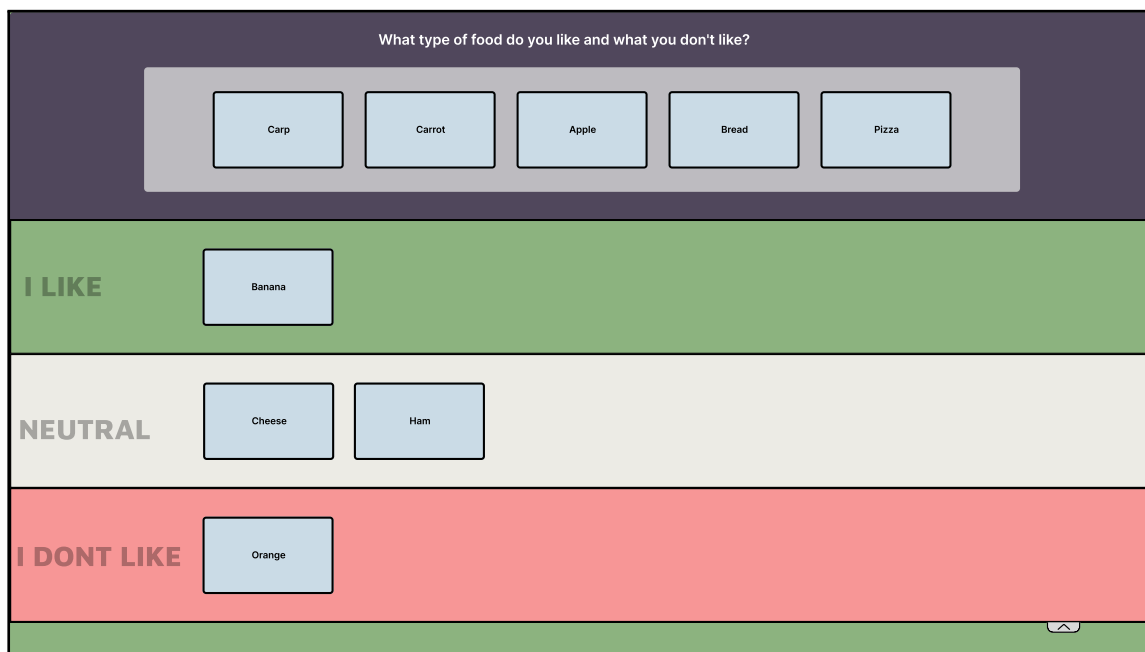 What type of food do you like and what you don't like?
Carp Carrot Apple Bread Pizza
I LIKE
Banana
NEUTRAL
Cheese Ham
I DONT LIKE
Orange